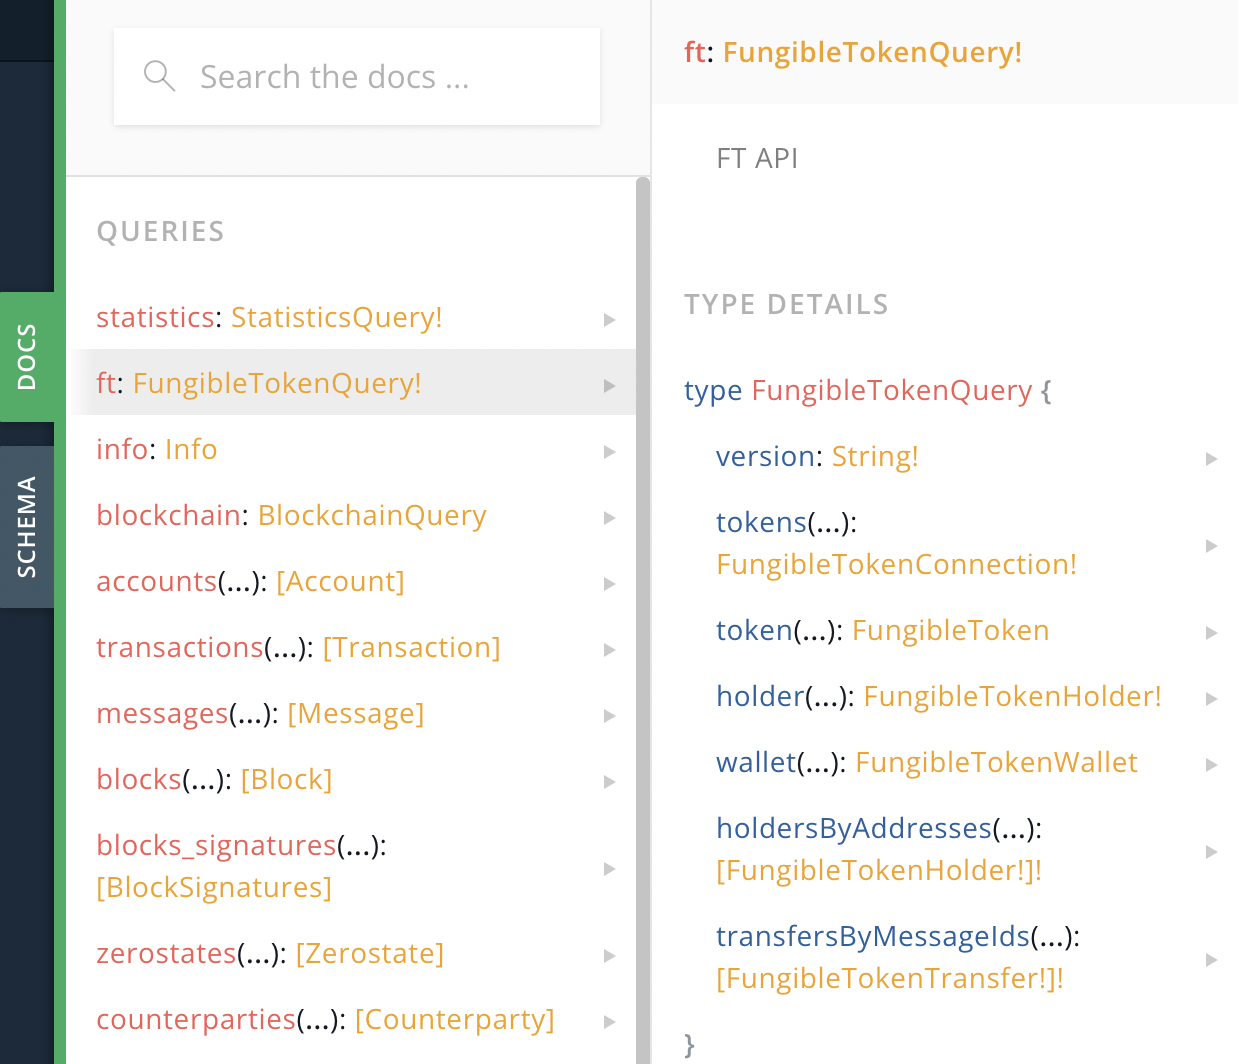 DOCS
SCHEMA
Search the docs ...
QUERIES
statistics: StatisticsQuery!
ft: FungibleTokenQuery!
info: Info
blockchain: BlockchainQuery
accounts(...): [Account]
transactions(...): [Transaction]
messages(...): [Message]
blocks(...): [Block]
blocks_signatures(...):
[BlockSignatures]
zerostates(...): [Zerostate]
counterparties(...): [Counterparty]
ft: FungibleTokenQuery!
FT API
TYPE DETAILS
type FungibleTokenQuery {
version: String!
tokens(...):
FungibleTokenConnection!
token(...): FungibleToken
holder(...): FungibleTokenHolder!
wallet(...): FungibleTokenWallet
holdersByAddresses(...):
[FungibleTokenHolder!]!
transfersByMessageIds(...):
[FungibleTokenTransfer!]!
}